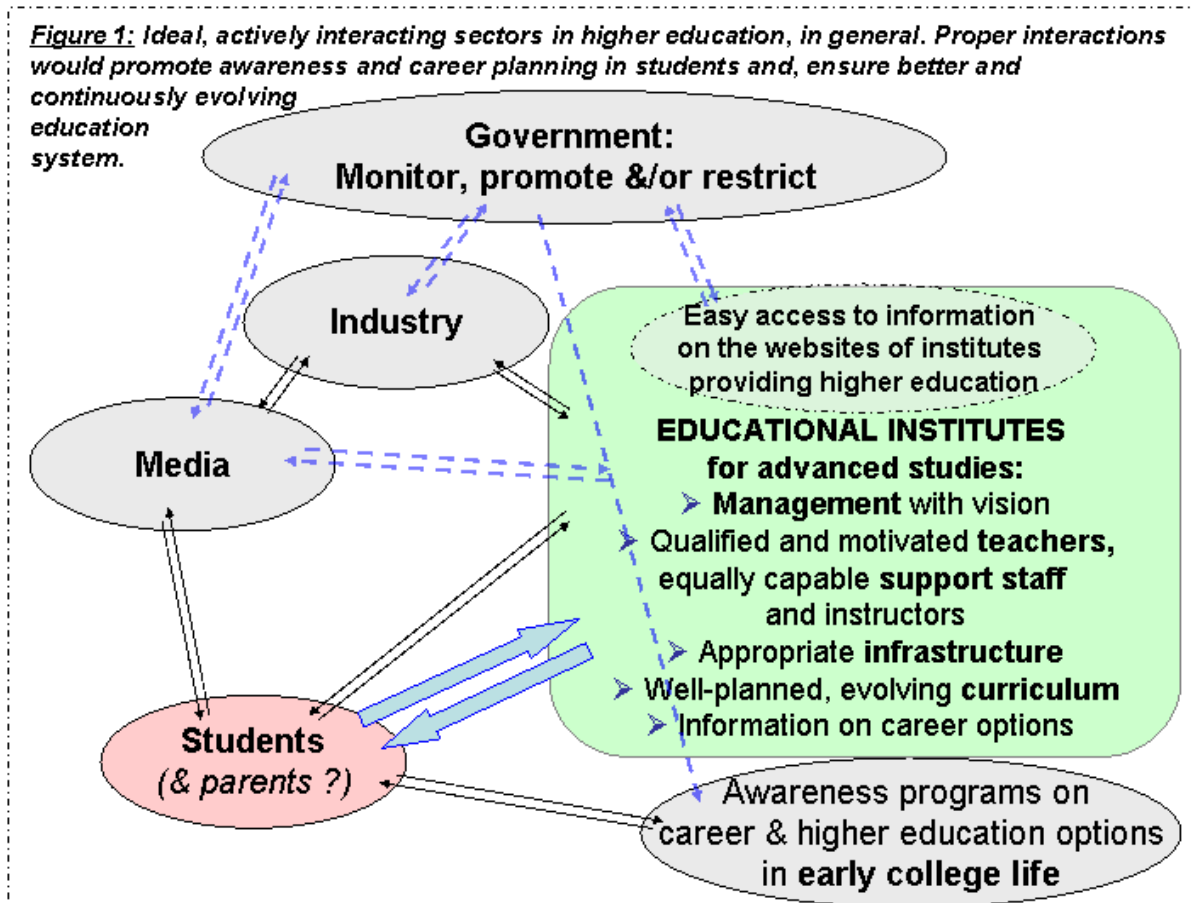 Figure 1: Ideal, actively interacting sectors in higher education, in general. Proper interactions
would promote awareness and career planning in students and, ensure better and
continuously evolving
education
system.
Government:
Monitor, promote &/or restrict
Industry
Easy access to information
on the websites of institutes
providing higher education
Media
EDUCATIONAL INSTITUTES
for advanced studies:
➢ Management with vision
➢ Qualified and motivated teachers,
equally capable support staff
and instructors
➢ Appropriate infrastructure
➢ Well-planned, evolving curriculum
➢ Information on career options
Students
(& parents ?)
Awareness programs on
career & higher education options
in early college life